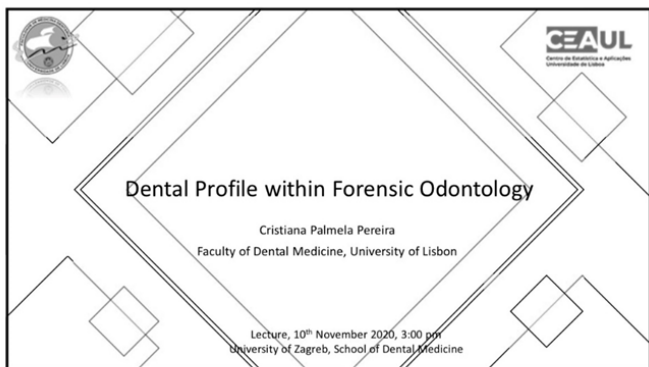 CEAUL
Centro de Estatística e Aplicações
Universidade de Lisboa
Dental Profile within Forensic Odontology
Cristiana Palmela Pereira
Faculty of Dental Medicine, University of Lisbon
Lecture, 10th November 2020, 3:00 pm
University of Zagreb, School of Dental Medicine